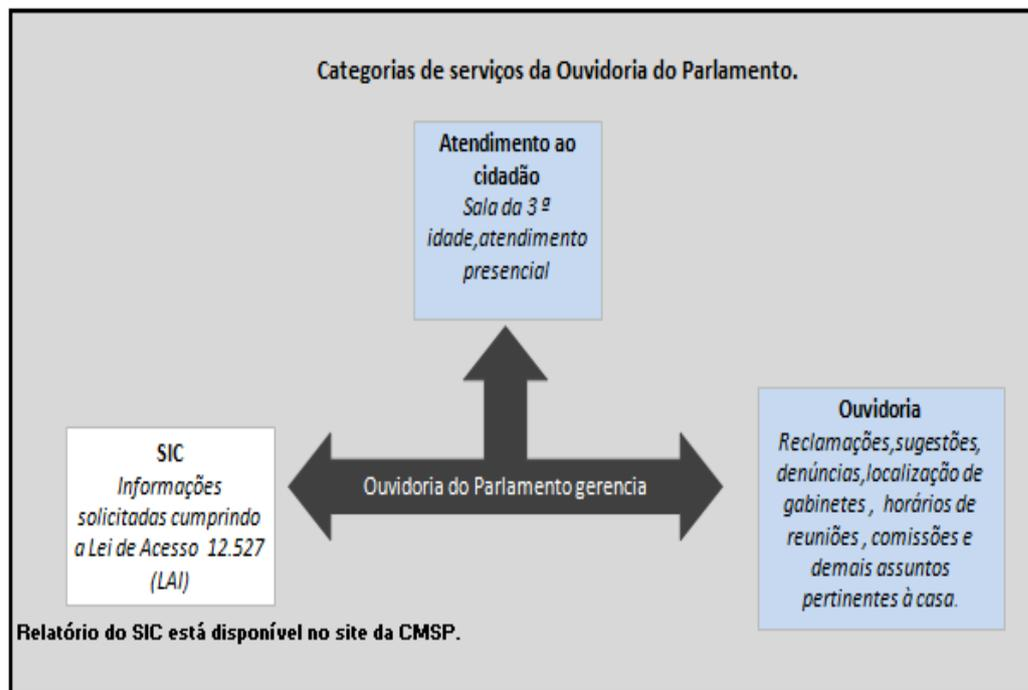 Categorias de serviços da Ouvidoria do Parlamento.
Atendimento ao
cidadão
Sala da 3 ª
idade,atendimento
presencial
SIC
Informações
solicitadas cumprindo
a Lei de Acesso 12.527
(LAI)
Ouvidoria do Parlamento gerencia
Ouvidoria
Reclamações,sugestões,
denúncias,localização de
gabinetes , horários de
reuniões , comissões e
demais assuntos
pertinentes à casa.
Relatório do SIC está disponível no site da CMSP.